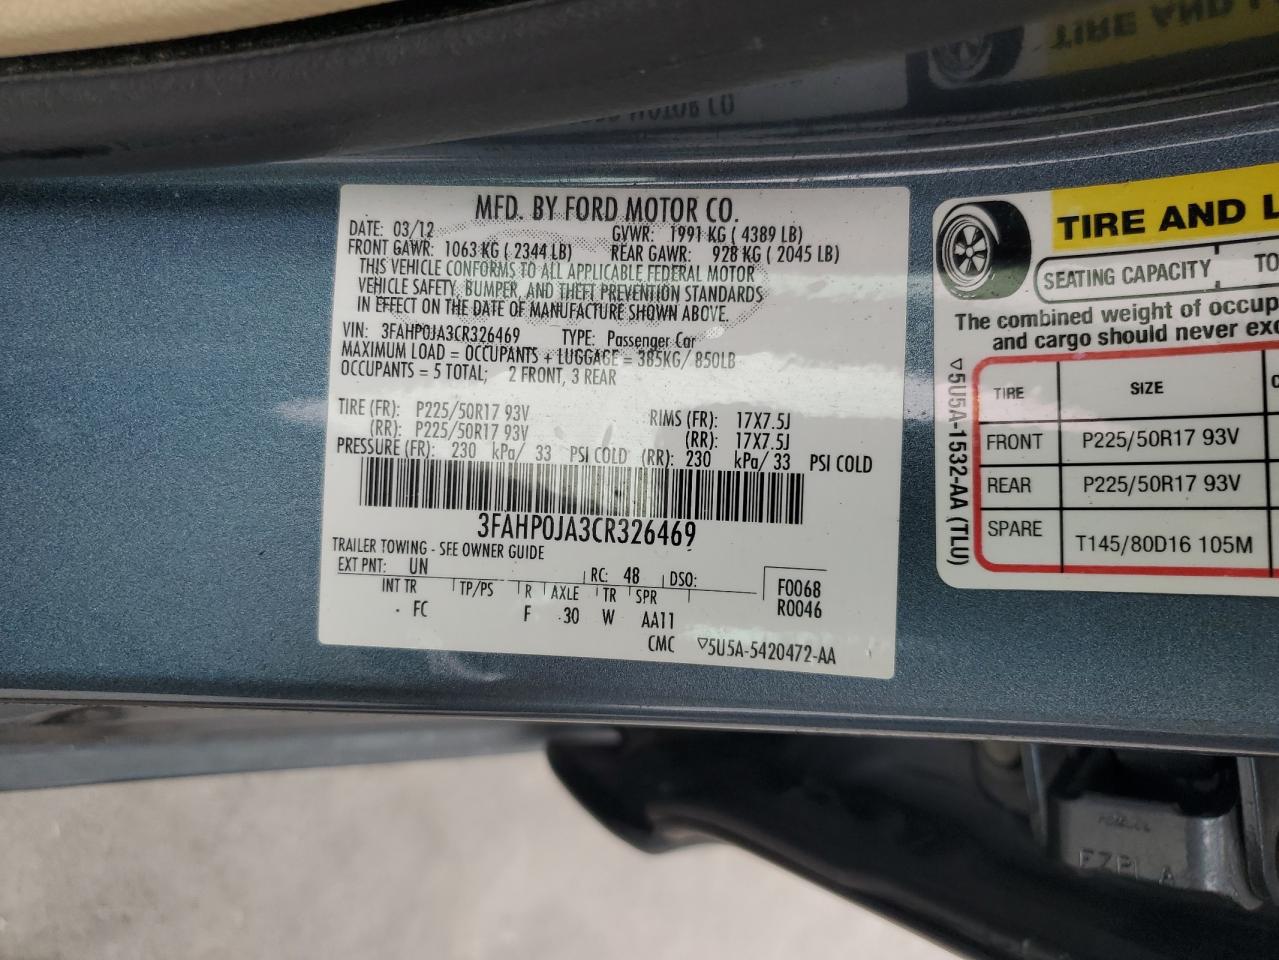 MFD. BY FORD MOTOR CO.
DATE: 03/12 GVWR: 1991 KG ( 4389 LB)
FRONT GAWR: 1063 KG ( 2344 LB) REAR GAWR: 928 KG ( 2045 LB)
THIS VEHICLE CONFORMS TO ALL APPLICABLE FEDERAL MOTOR
VEHICLE SAFETY, BUMPER, AND THEFT PREVENTION STANDARDS
IN EFFECT ON THE DATE OF MANUFACTURE SHOWN ABOVE.
VIN: 3FAHP0JA3CR326469 TYPE: Passenger Car
MAXIMUM LOAD = OCCUPANTS + LUGGAGE = 385KG/ 850LB
OCCUPANTS = 5 TOTAL; 2 FRONT, 3 REAR
TIRE (FR): P225/50R17 93V RIMS (FR): 17X7.5J
(RR): P225/50R17 93V (RR): 17X7.5J
PRESSURE (FR): 230 kPa/ 33 PSI COLD (RR): 230 kPa/ 33 PSI COLD
3FAHP0JA3CR326469
TRAILER TOWING - SEE OWNER GUIDE
EXT PNT: UN RC: 48 DSO: F0068
INT TR TP/PS R AXLE TR SPR R0046
FC F 30 W AA11
CMC ▽5U5A-5420472-AA
TIRE AND L
SEATING CAPACITY TO
The combined weight of occup
and cargo should never exc
▽5U5A-1532-AA (TLU)
TIRE SIZE C
FRONT P225/50R17 93V
REAR P225/50R17 93V
SPARE T145/80D16 105M